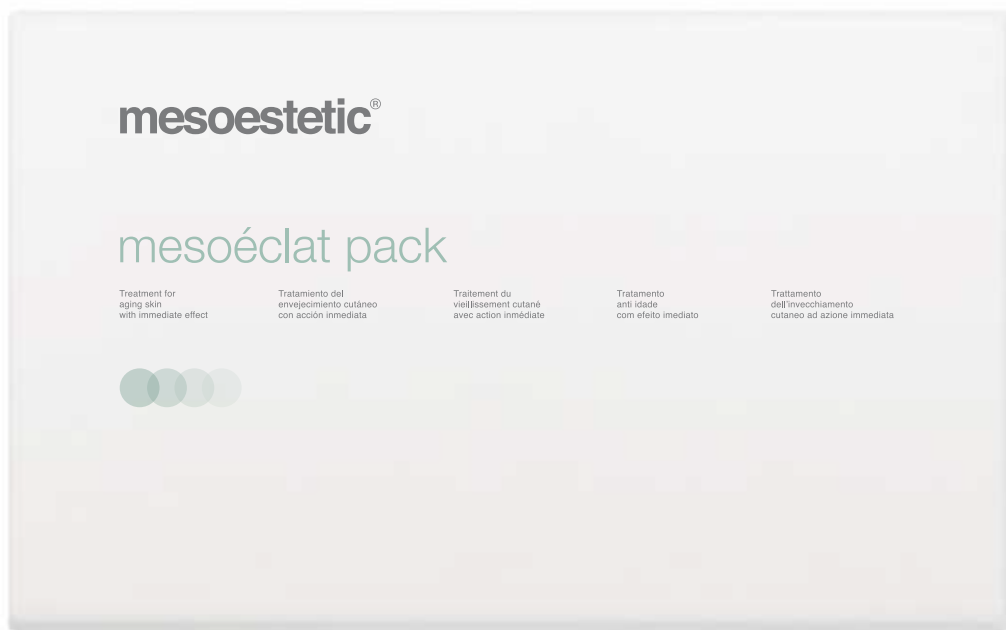 mesoestetic®
mesoéclat pack
Treatment for
aging skin
with immediate effect
Tratamiento del
envejecimiento cutáneo
con acción inmediata
Traitement du
vieillissement cutané
avec action inmédiate
Tratamento
anti idade
com efeito imediato
Trattamento
dell'invecchiamento
cutaneo ad azione immediata